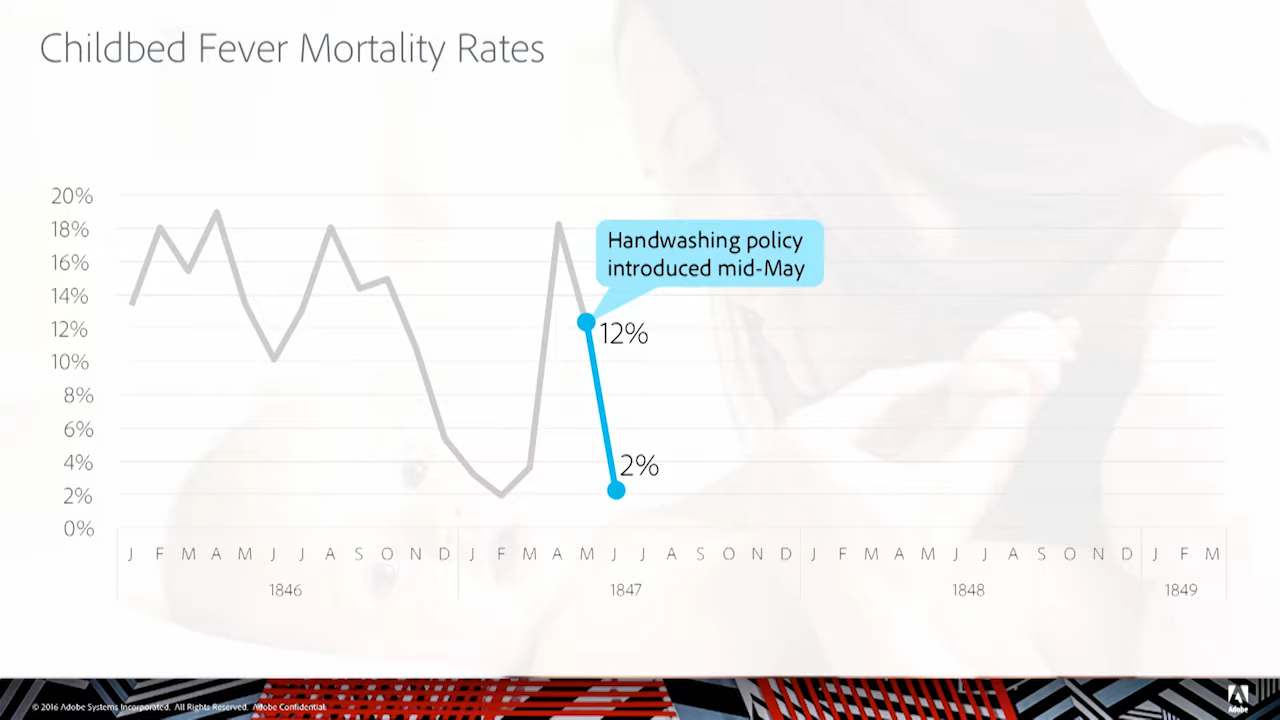 Childbed Fever Mortality Rates
20%
18%
16%
14%
12%
10%
8%
6%
4%
2%
0%
Handwashing policy
introduced mid-May
12%
2%
J F M A M J J A S O N D J F M A M J J A S O N D J F M A M J J A S O N D J F M
1846 1847 1848 1849
© 2016 Adobe Systems Incorporated. All Rights Reserved. Adobe Confidential.
Adobe